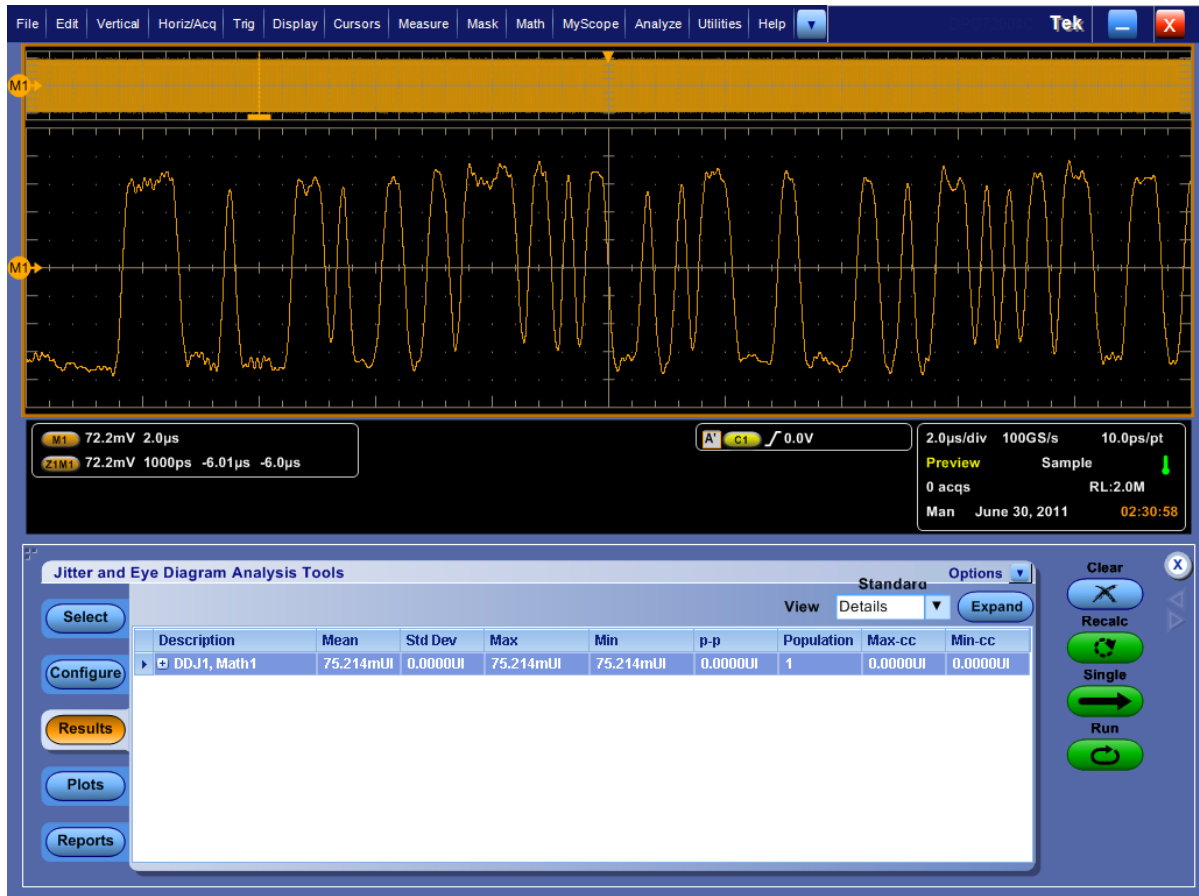 File Edit Vertical Horiz/Acq Trig Display Cursors Measure Mask Math MyScope Analyze Utilities Help Tek X
M1
M1
M1 72.2mV 2.0µs
Z1M1 72.2mV 1000ps -6.01µs -6.0µs
A' C1 0.0V
2.0µs/div 100GS/s 10.0ps/pt
Preview Sample
0 acqs RL:2.0M
Man June 30, 2011 02:30:58
Jitter and Eye Diagram Analysis Tools
Options
Standard
View Details Expand
Select
Configure
Results
Plots
Reports
Description Mean Std Dev Max Min p-p Population Max-cc Min-cc
DDJ1, Math1 75.214mUI 0.0000UI 75.214mUI 75.214mUI 0.0000UI 1 0.0000UI 0.0000UI
Clear
X
Recalc
Single
Run